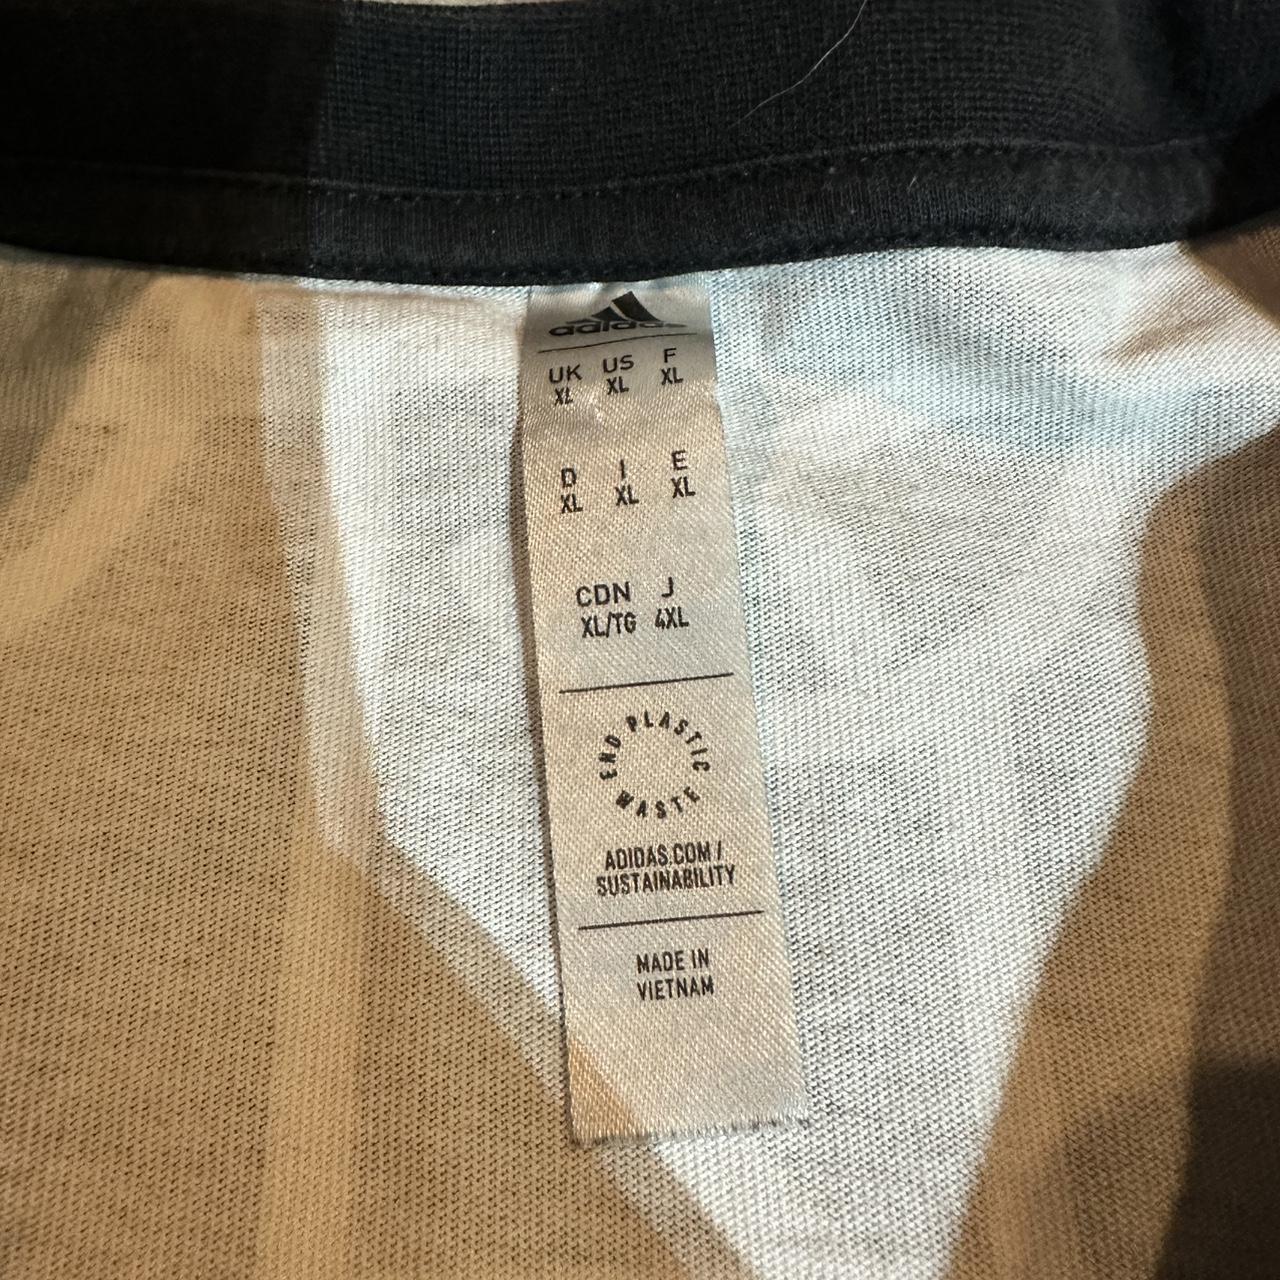 adidas
UK US F
XL XL XL
D I E
XL XL XL
CDN J
XL/TG 4XL
END PLASTIC WASTE
ADIDAS.COM/
SUSTAINABILITY
MADE IN
VIETNAM